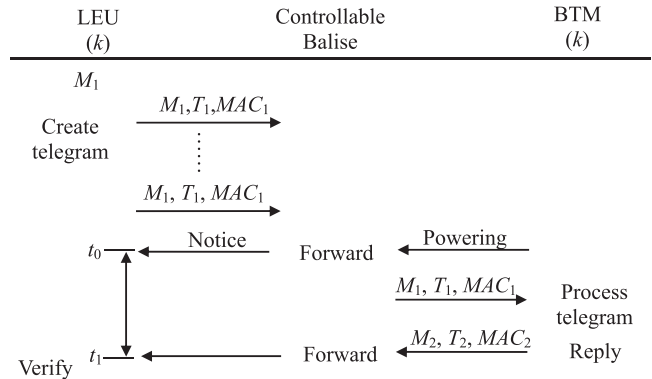 LEU Controllable BTM
(k) Balise (k)
M₁
M₁,T₁,MAC₁
Create
telegram
M₁, T₁, MAC₁
t₀ Notice Forward Powering
M₁, T₁, MAC₁
Process
telegram
M₂, T₂, MAC₂
t₁ Forward Reply
Verify